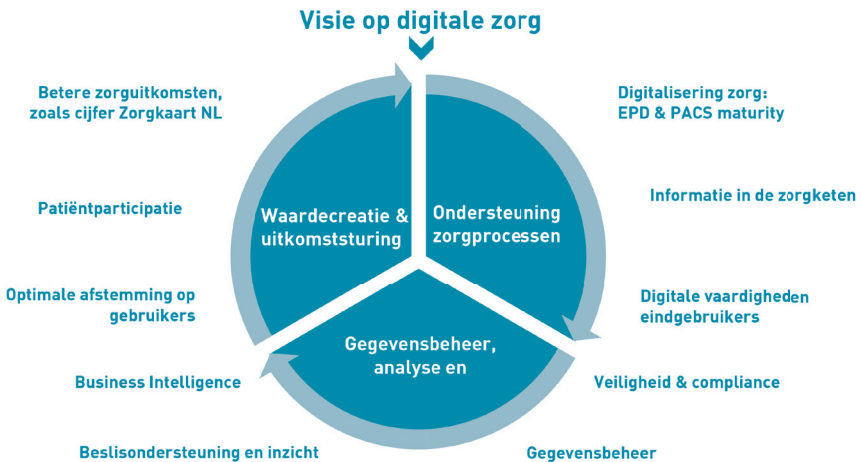 Visie op digitale zorg
Betere zorguitkomsten,
zoals cijfer Zorgkaart NL
Digitalisering zorg:
EPD & PACS maturity
Patiëntparticipatie
Informatie in de zorgketen
Waardecreatie &
uitkomststuring
Ondersteuning
zorgprocessen
Optimale afstemming op
gebruikers
Digitale vaardigheden
eindgebruikers
Gegevensbeheer,
analyse en
Business Intelligence
Veiligheid & compliance
Beslisondersteuning en inzicht
Gegevensbeheer